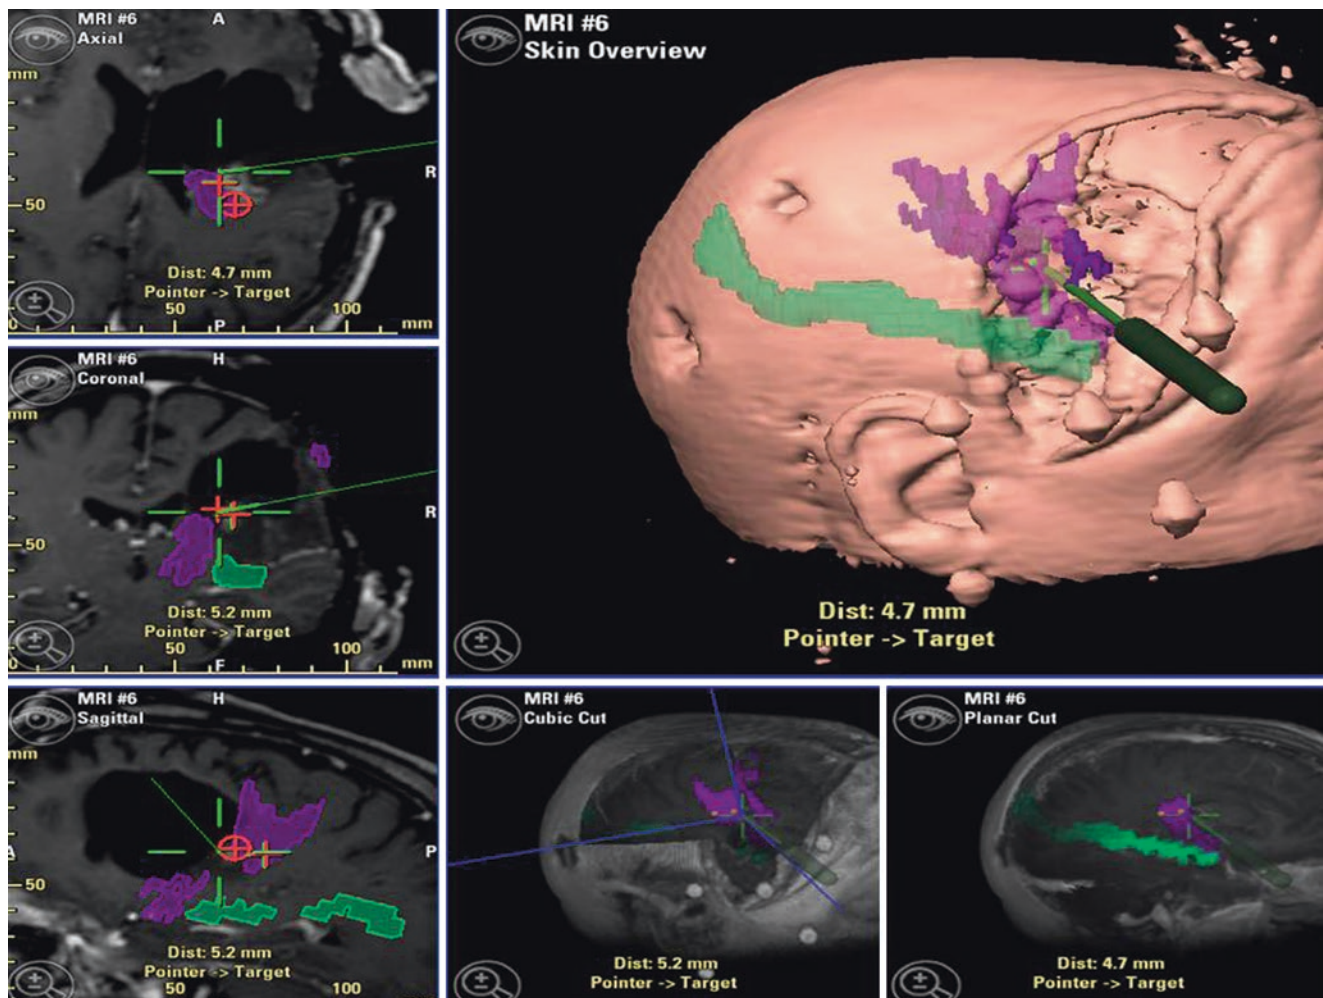 MRI #6
Axial
A
mm
50
R
Dist: 4.7 mm
Pointer -> Target
0
50
P
100
mm
MRI #6
Skin Overview
Dist: 4.7 mm
Pointer -> Target
MRI #6
Coronal
H
mm
50
R
Dist: 5.2 mm
Pointer -> Target
0
50
F
100
mm
MRI #6
Sagittal
H
mm
A
P
50
Dist: 5.2 mm
Pointer -> Target
50
100
MRI #6
Cubic Cut
Dist: 5.2 mm
Pointer -> Target
MRI #6
Planar Cut
Dist: 4.7 mm
Pointer -> Target